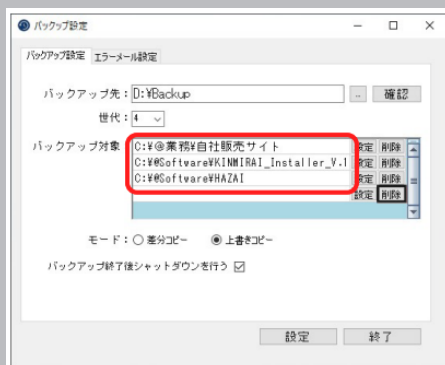 バックアップ設定
バックアップ設定 エラーメール設定
バックアップ先：D:¥Backup .. 確認
世代：4
バックアップ対象 C:¥@業務¥自社販売サイト 設定 削除
C:¥@Software¥KINMIRAI_Installer_V.1 設定 削除
C:¥@Software¥HAZAI 設定 削除
設定 削除
モード：○ 差分コピー ◉ 上書きコピー
バックアップ終了後シャットダウンを行う ☑
設定 終了